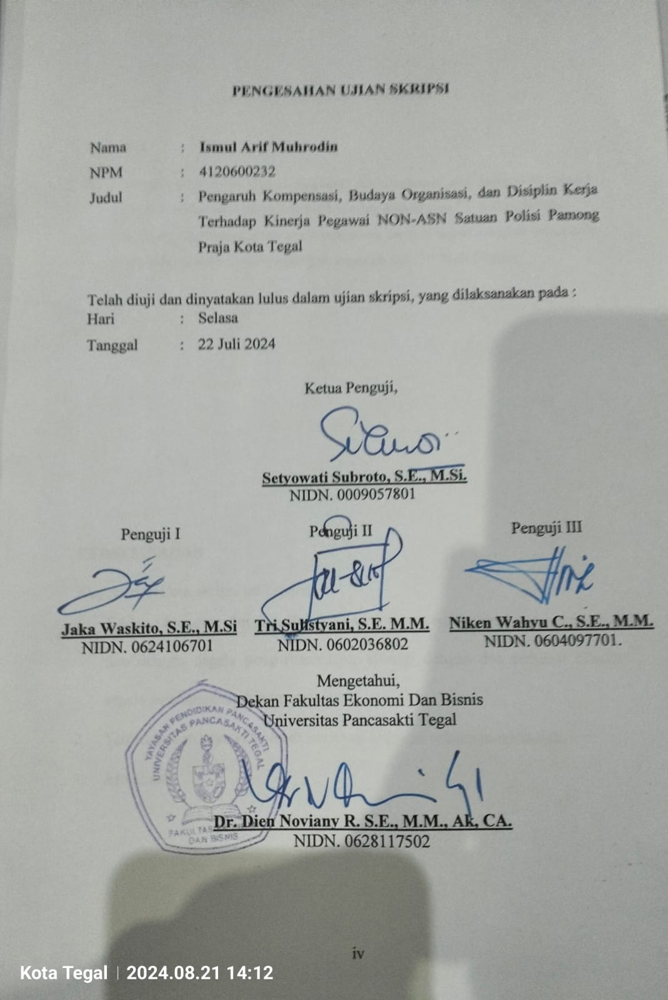 PENGESAHAN UJIAN SKRIPSI
Nama : Ismul Arif Muhrodin
NPM : 4120600232
Judul : Pengaruh Kompensasi, Budaya Organisasi, dan Disiplin Kerja
Terhadap Kinerja Pegawai NON-ASN Satuan Polisi Pamong
Praja Kota Tegal
Telah diuji dan dinyatakan lulus dalam ujian skripsi, yang dilaksanakan pada :
Hari : Selasa
Tanggal : 22 Juli 2024
Ketua Penguji,
Setyowati Subroto, S.E., M.Si.
NIDN. 0009057801
Penguji I Penguji II Penguji III
Jaka Waskito, S.E., M.Si Tri Sulistyani, S.E. M.M. Niken Wahyu C., S.E., M.M.
NIDN. 0624106701 NIDN. 0602036802 NIDN. 0604097701.
Mengetahui,
Dekan Fakultas Ekonomi Dan Bisnis
Universitas Pancasakti Tegal
YAYASAN PENDIDIKAN PANCASAKTI
UNIVERSITAS PANCASAKTI TEGAL
FAKULTAS
DAN BISNIS
Dr. Dien Noviany R. S.E., M.M., Ak, CA.
NIDN. 0628117502
iv
Kota Tegal | 2024.08.21 14:12